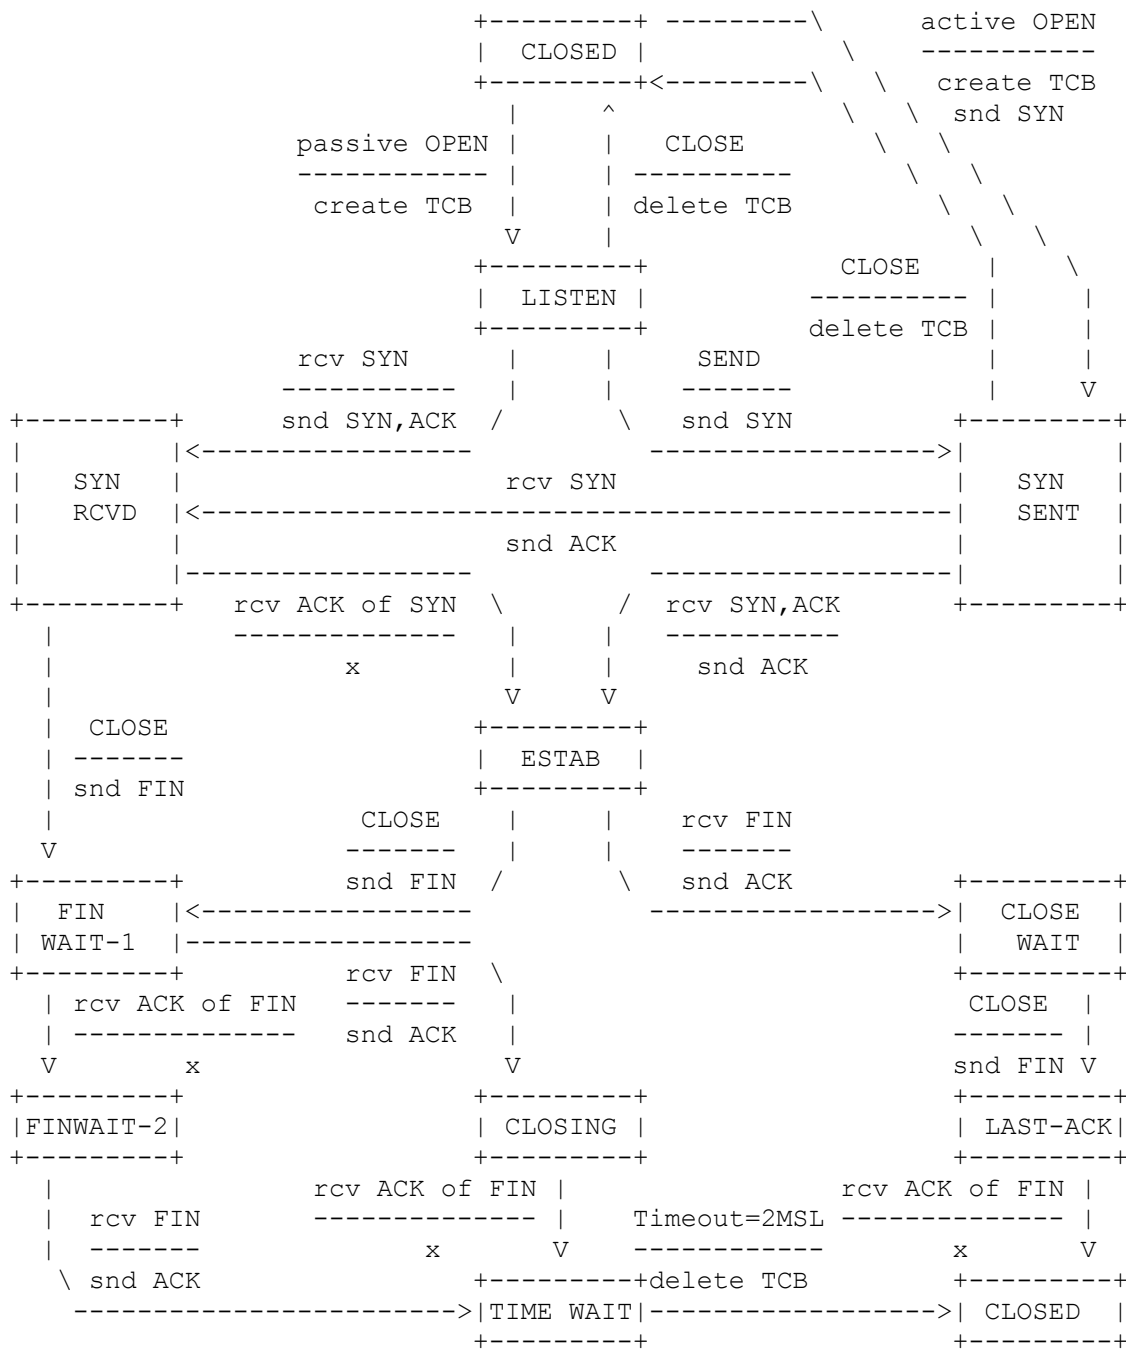 +---------+ ---------\      active OPEN
                              |  CLOSED |            \    -----------
                              +---------+<---------\   \   create TCB
                                |     ^              \   \  snd SYN
                   passive OPEN |     |   CLOSE        \   \
                   ------------ |     | ----------       \   \
                    create TCB  |     | delete TCB         \   \
                                V     |                      \   \
                              +---------+            CLOSE    |    \
                              |  LISTEN |          ---------- |     |
                              +---------+          delete TCB |     |
                   rcv SYN      |     |     SEND              |     |
                  -----------   |     |    -------            |     V
+---------+      snd SYN,ACK  /       \   snd SYN          +---------+
|         |<-----------------           ------------------>|         |
|   SYN   |                    rcv SYN                     |   SYN   |
|   RCVD  |<-----------------------------------------------|   SENT  |
|         |                    snd ACK                     |         |
|         |------------------           -------------------|         |
+---------+   rcv ACK of SYN  \       /  rcv SYN,ACK       +---------+
  |           --------------   |     |   -----------
  |                  x         |     |     snd ACK
  |                            V     V
  |  CLOSE                   +---------+
  | -------                  |  ESTAB  |
  | snd FIN                  +---------+
  |                   CLOSE    |     |    rcv FIN
  V                  -------   |     |    -------
+---------+          snd FIN  /       \   snd ACK          +---------+
|  FIN    |<-----------------           ------------------>|  CLOSE  |
| WAIT-1  |------------------                              |   WAIT  |
+---------+          rcv FIN  \                            +---------+
  | rcv ACK of FIN   -------   |                            CLOSE  |
  | --------------   snd ACK   |                           ------- |
  V        x                   V                           snd FIN V
+---------+                  +---------+                   +---------+
|FINWAIT-2|                  | CLOSING |                   | LAST-ACK|
+---------+                  +---------+                   +---------+
  |                rcv ACK of FIN |                 rcv ACK of FIN |
  |  rcv FIN       -------------- |    Timeout=2MSL -------------- |
  |  -------              x       V    ------------        x       V
   \ snd ACK                 +---------+delete TCB         +---------+
    ------------------------>|TIME WAIT|------------------>| CLOSED  |
                             +---------+                   +---------+